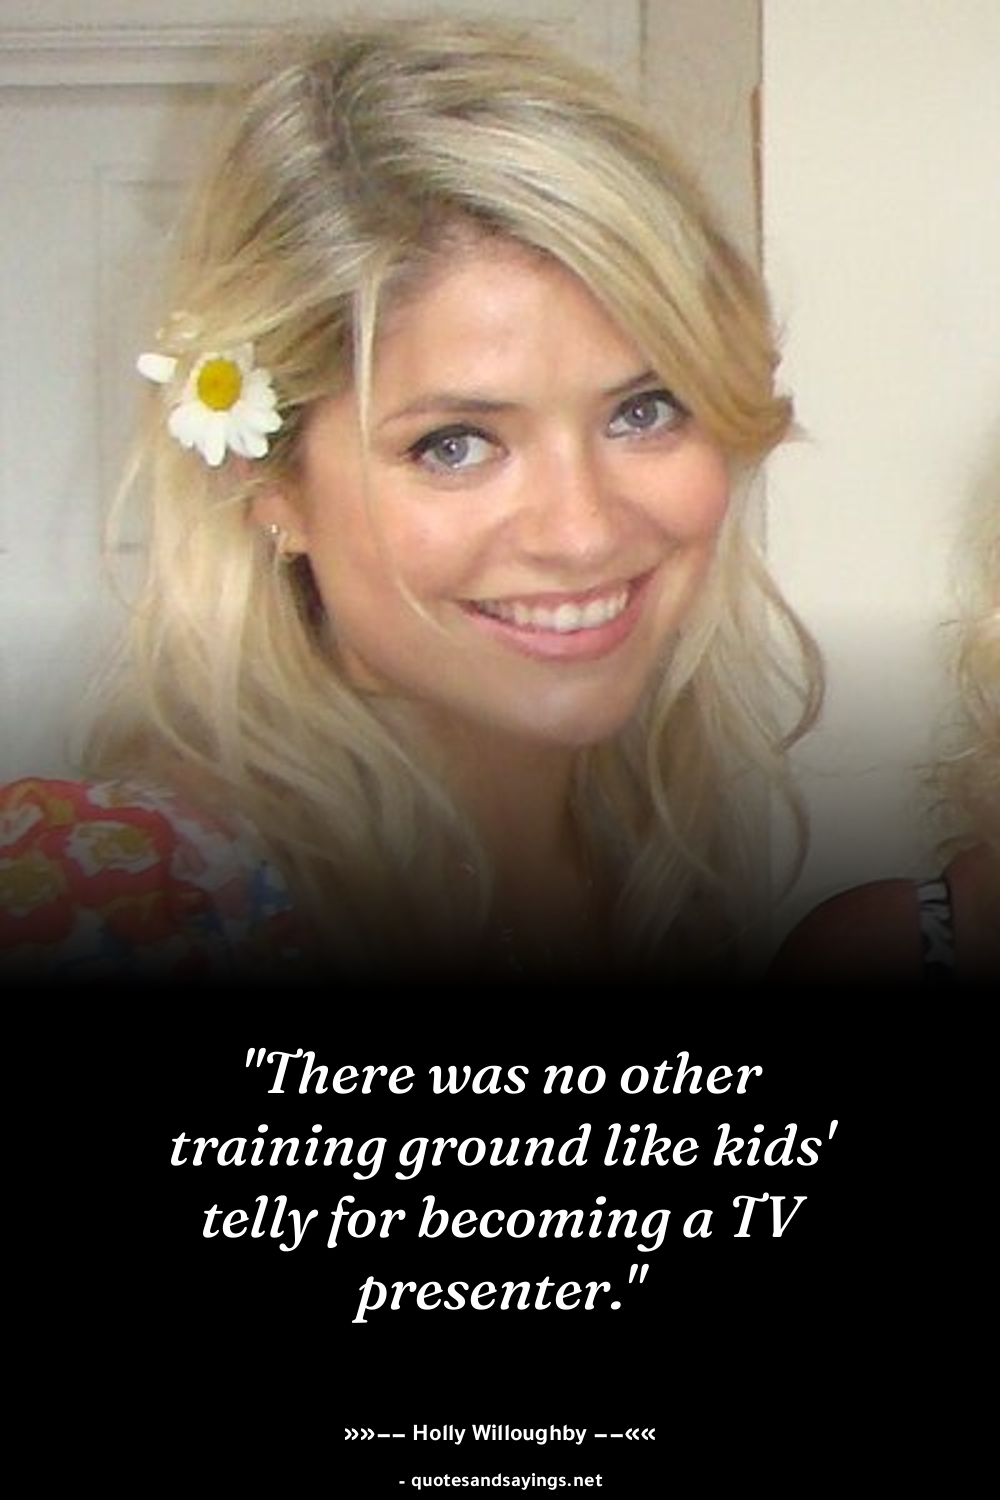 "There was no other
training ground like kids'
telly for becoming a TV
presenter."
»»–– Holly Willoughby ––««
- quotesandsayings.net